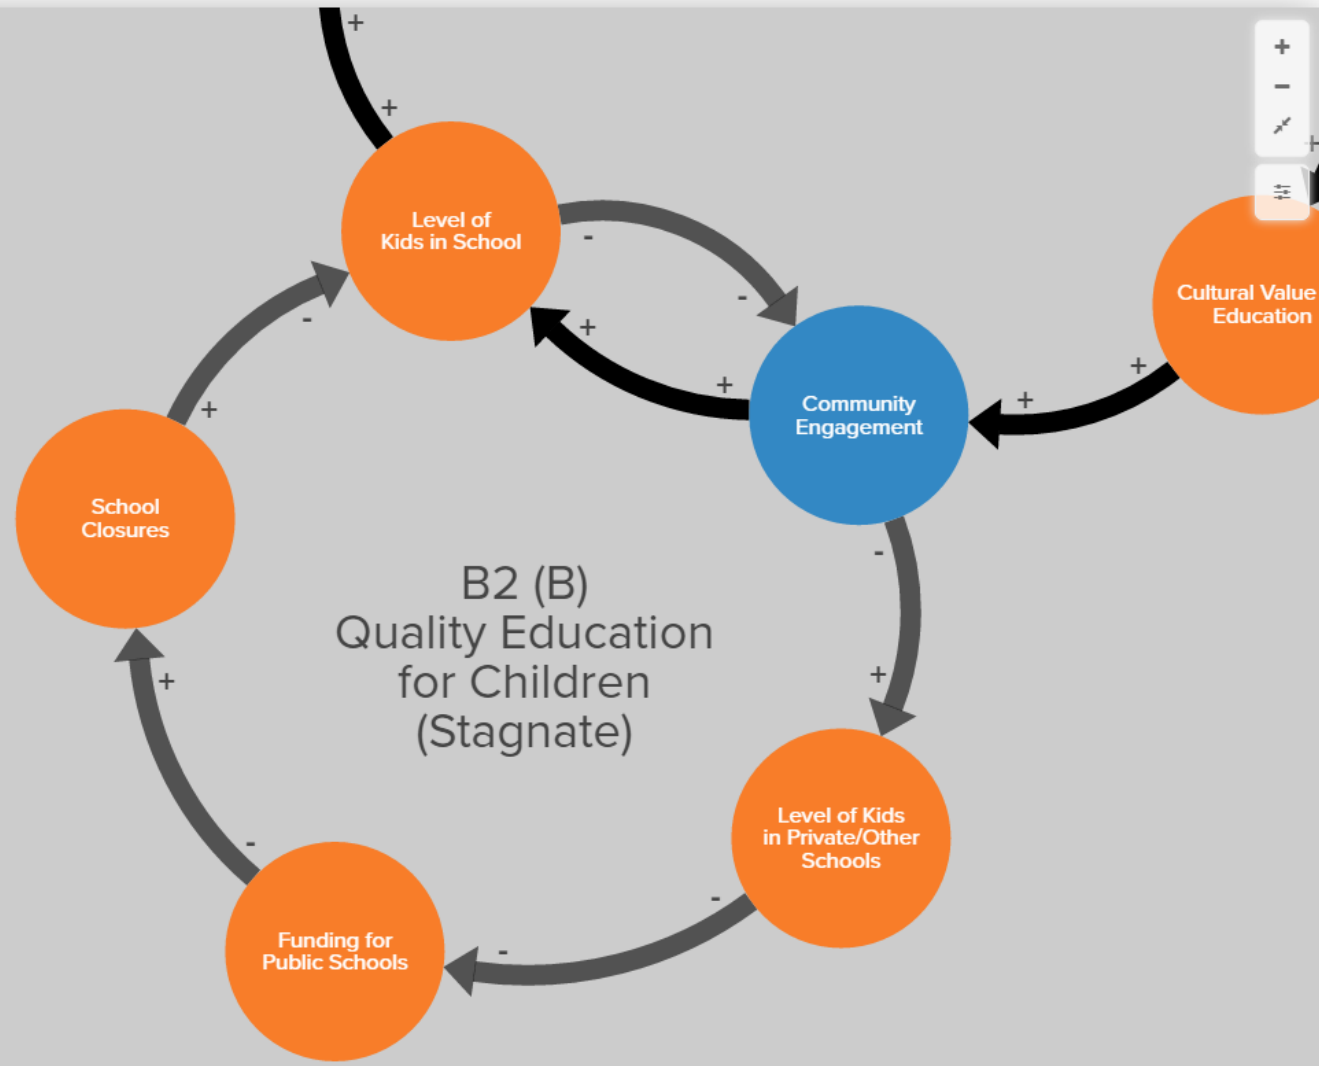 +
+
Level of
Kids in School
-
-
+
+
Community
Engagement
Cultural Value
Education
+
+
+
-
+
School
Closures
B2 (B)
Quality Education
for Children
(Stagnate)
-
+
+
-
Level of Kids
in Private/Other
Schools
-
-
Funding for
Public Schools
+
−